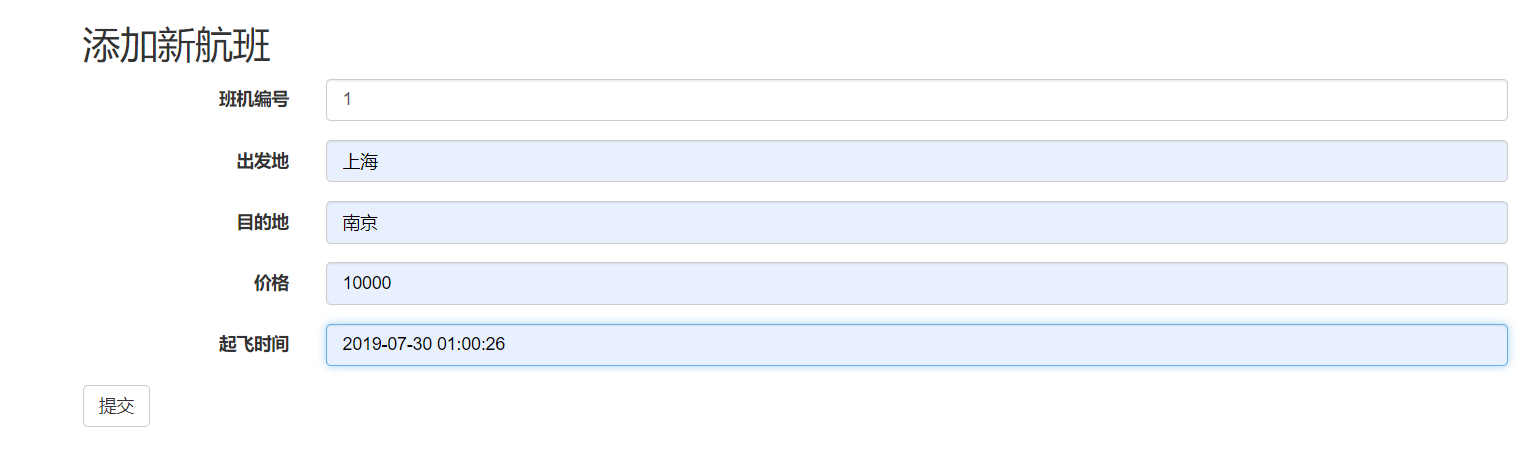 添加新航班
班机编号 1
出发地 上海
目的地 南京
价格 10000
起飞时间 2019-07-30 01:00:26
提交